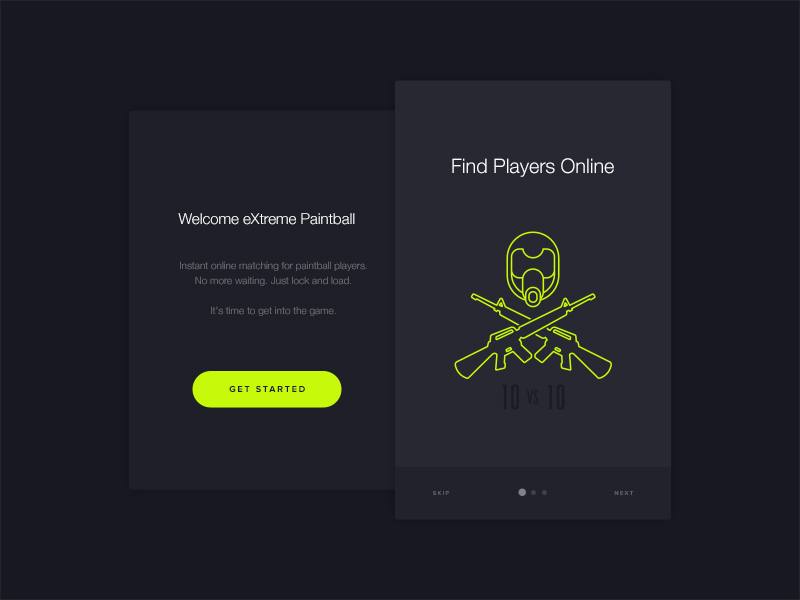 Welcome eXtreme Paintball
Instant online matching for paintball players.
No more waiting. Just lock and load.
It's time to get into the game.
GET STARTED
Find Players Online
10 VS 10
SKIP
NEXT